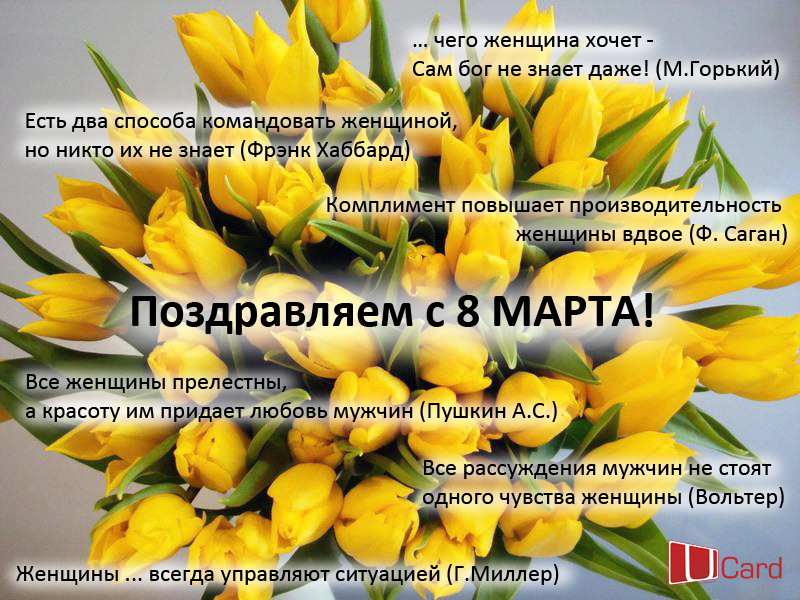 ... чего женщина хочет -
Сам бог не знает даже! (М.Горький)
Есть два способа командовать женщиной,
но никто их не знает (Фрэнк Хаббард)
Комплимент повышает производительность
женщины вдвое (Ф. Саган)
Поздравляем с 8 МАРТА!
Все женщины прелестны,
а красоту им придает любовь мужчин (Пушкин А.С.)
Все рассуждения мужчин не стоят
одного чувства женщины (Вольтер)
Женщины ... всегда управляют ситуацией (Г.Миллер)
U Card